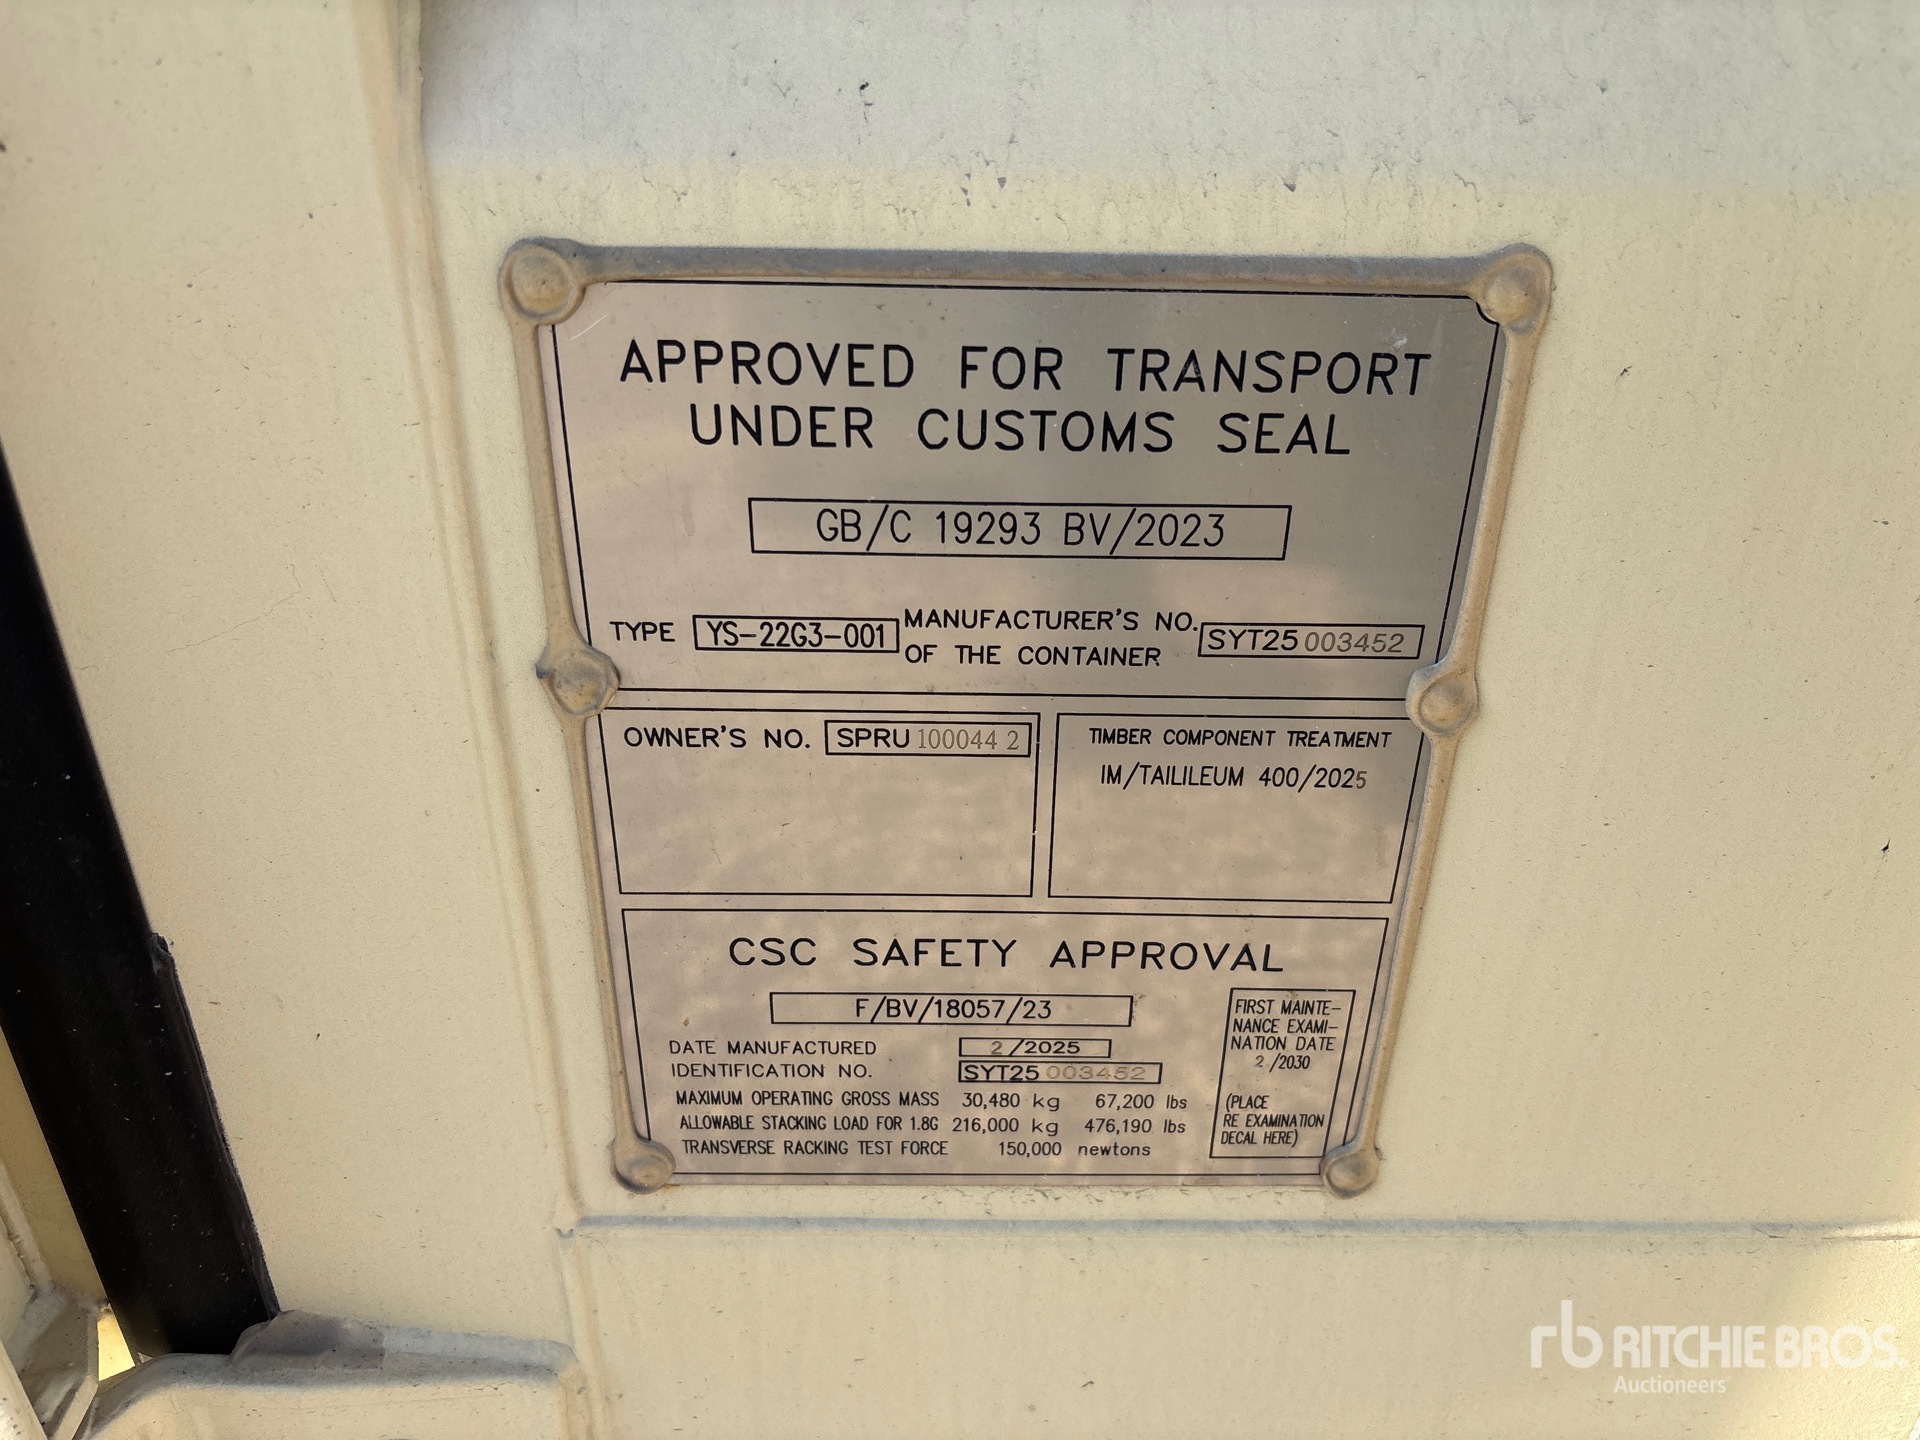 APPROVED FOR TRANSPORT
UNDER CUSTOMS SEAL
GB/C 19293 BV/2023
TYPE YS-22G3-001 MANUFACTURER'S NO. OF THE CONTAINER SYT25 003452
OWNER'S NO. SPRU 100044 2
TIMBER COMPONENT TREATMENT
IM/TAILILEUM 400/2025
CSC SAFETY APPROVAL
F/BV/18057/23
DATE MANUFACTURED 2/2025
IDENTIFICATION NO. SYT25 003452
MAXIMUM OPERATING GROSS MASS 30,480 kg 67,200 lbs
ALLOWABLE STACKING LOAD FOR 1.8G 216,000 kg 476,190 lbs
TRANSVERSE RACKING TEST FORCE 150,000 newtons
FIRST MAINTE-
NANCE EXAMI-
NATION DATE
2 /2030
(PLACE
RE EXAMINATION
DECAL HERE)
rb RITCHIE BROS.
Auctioneers